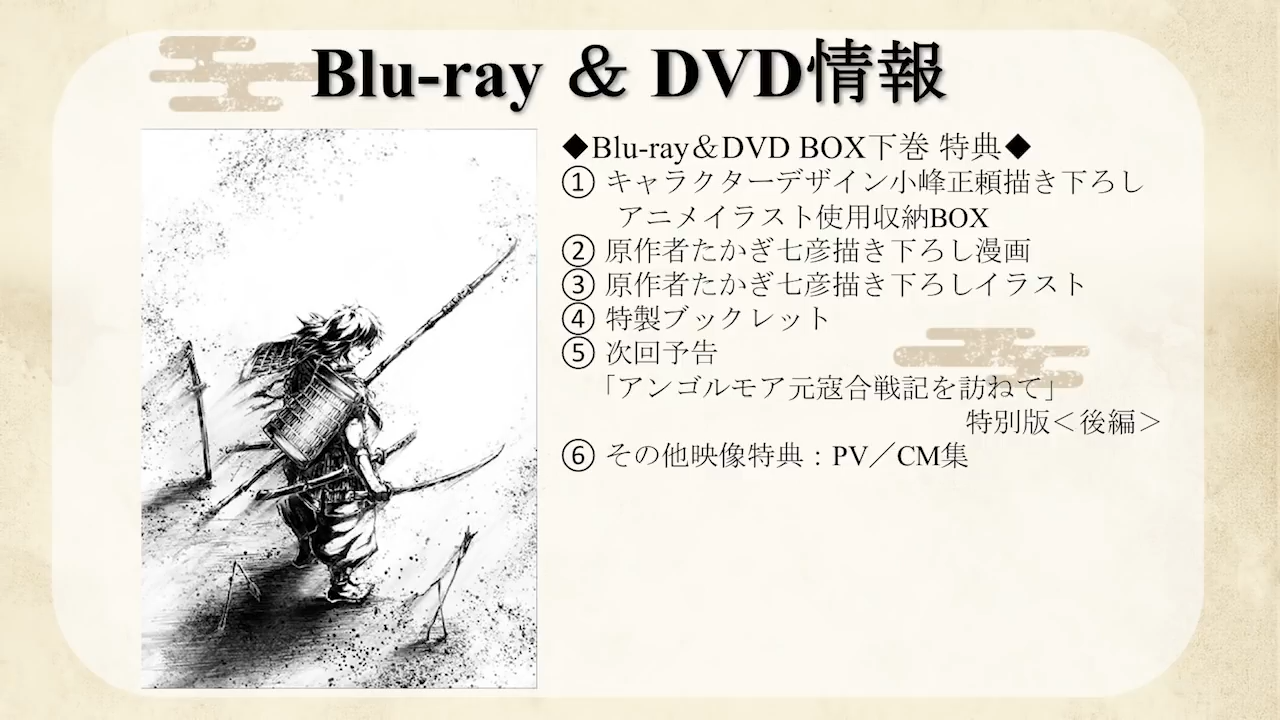 Blu-ray ＆ DVD情報
◆Blu-ray＆DVD BOX下巻 特典◆
① キャラクターデザイン小峰正頼描き下ろし
アニメイラスト使用収納BOX
② 原作者たかぎ七彦描き下ろし漫画
③ 原作者たかぎ七彦描き下ろしイラスト
④ 特製ブックレット
⑤ 次回予告
「アンゴルモア元寇合戦記を訪ねて」
特別版＜後編＞
⑥ その他映像特典：PV／CM集